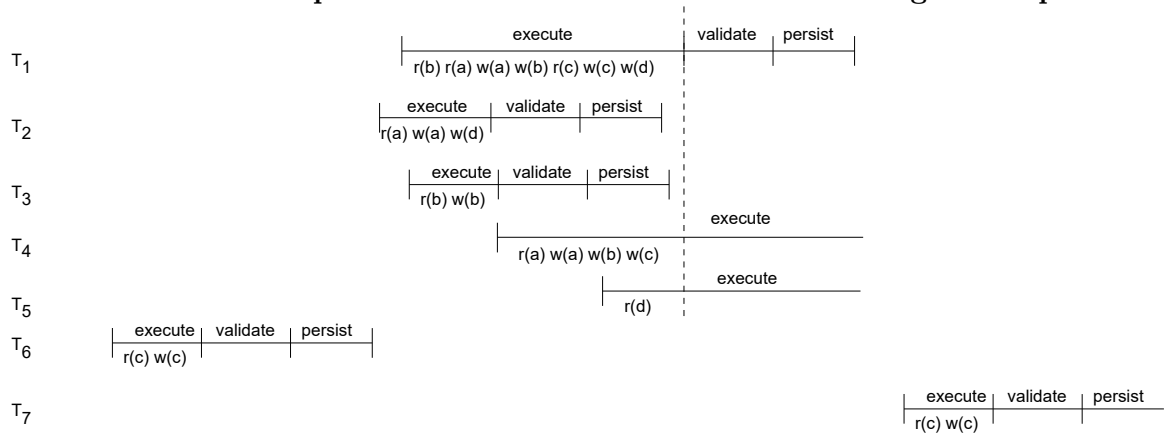 execute validate persist
T1
r(b) r(a) w(a) w(b) r(c) w(c) w(d)
execute validate persist
T2
r(a) w(a) w(d)
execute validate persist
T3
r(b) w(b)
execute
T4
r(a) w(a) w(b) w(c)
execute
T5
r(d)
execute validate persist
T6
r(c) w(c)
execute validate persist
T7
r(c) w(c)